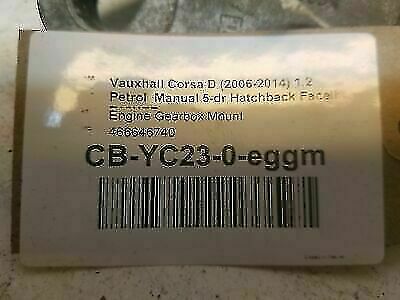 Vauxhall Corsa D (2006-2014) 1.2
Petrol Manual 5-dr Hatchback Facel
Engine Gearbox Mount
466646740
CB-YC23-0-eggm